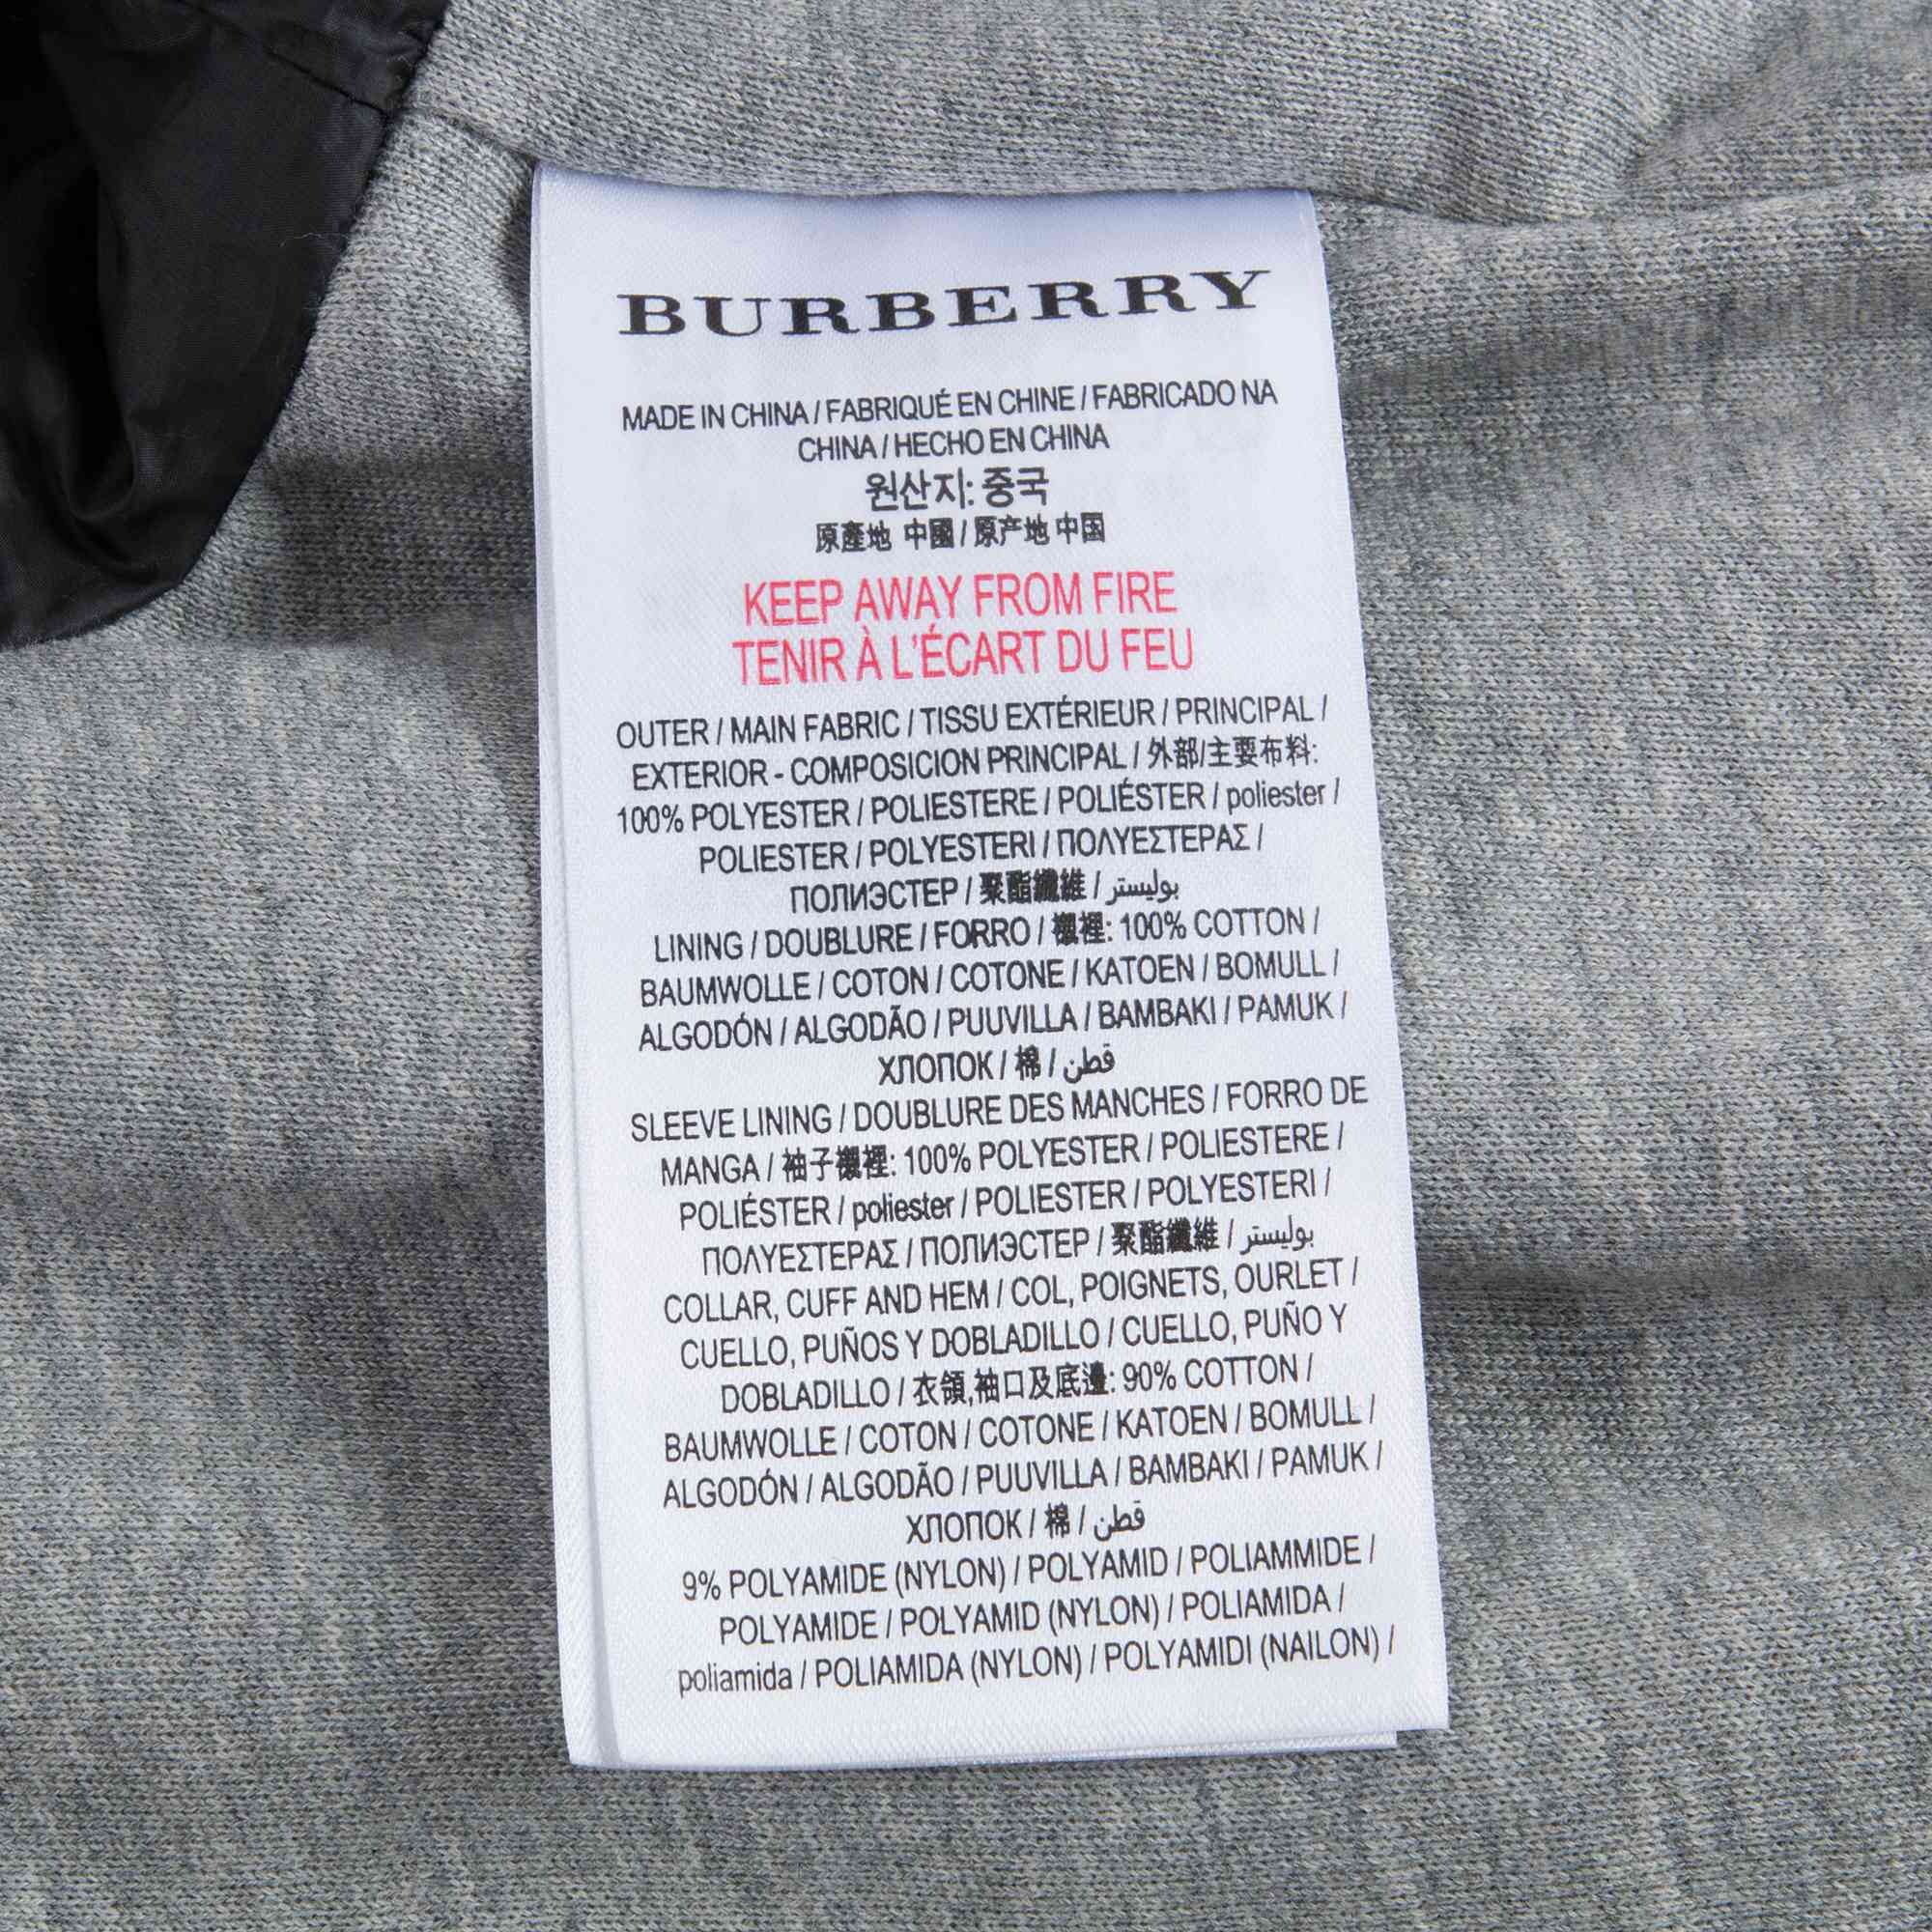 BURBERRY
MADE IN CHINA / FABRIQUÉ EN CHINE / FABRICADO NA
CHINA / HECHO EN CHINA
원산지: 중국
原產地 中國 / 原产地 中国
KEEP AWAY FROM FIRE
TENIR À L'ÉCART DU FEU
OUTER / MAIN FABRIC / TISSU EXTÉRIEUR / PRINCIPAL /
EXTERIOR - COMPOSICION PRINCIPAL / 外部/主要布料:
100% POLYESTER / POLIESTERE / POLIÉSTER / poliester /
POLIESTER / POLYESTERI / ΠΟΛΥΕΣΤΕΡΑΣ /
ПОЛИЭСТЕР / 聚酯纖維 / بوليستر
LINING / DOUBLURE / FORRO / 襯裡: 100% COTTON /
BAUMWOLLE / COTON / COTONE / KATOEN / BOMULL /
ALGODÓN / ALGODÃO / PUUVILLA / BAMBAKI / PAMUK /
ХЛОПОК / 棉 / قطن
SLEEVE LINING / DOUBLURE DES MANCHES / FORRO DE
MANGA / 袖子襯裡: 100% POLYESTER / POLIESTERE /
POLIÉSTER / poliester / POLIESTER / POLYESTERI /
ΠΟΛΥΕΣΤΕΡΑΣ / ПОЛИЭСТЕР / 聚酯纖維 / بوليستر
COLLAR, CUFF AND HEM / COL, POIGNETS, OURLET /
CUELLO, PUÑOS Y DOBLADILLO / CUELLO, PUÑO Y
DOBLADILLO / 衣領,袖口及底邊: 90% COTTON /
BAUMWOLLE / COTON / COTONE / KATOEN / BOMULL /
ALGODÓN / ALGODÃO / PUUVILLA / BAMBAKI / PAMUK /
ХЛОПОК / 棉 / قطن
9% POLYAMIDE (NYLON) / POLYAMID / POLIAMMIDE /
POLYAMIDE / POLYAMID (NYLON) / POLIAMIDA /
poliamida / POLIAMIDA (NYLON) / POLYAMIDI (NAILON) /